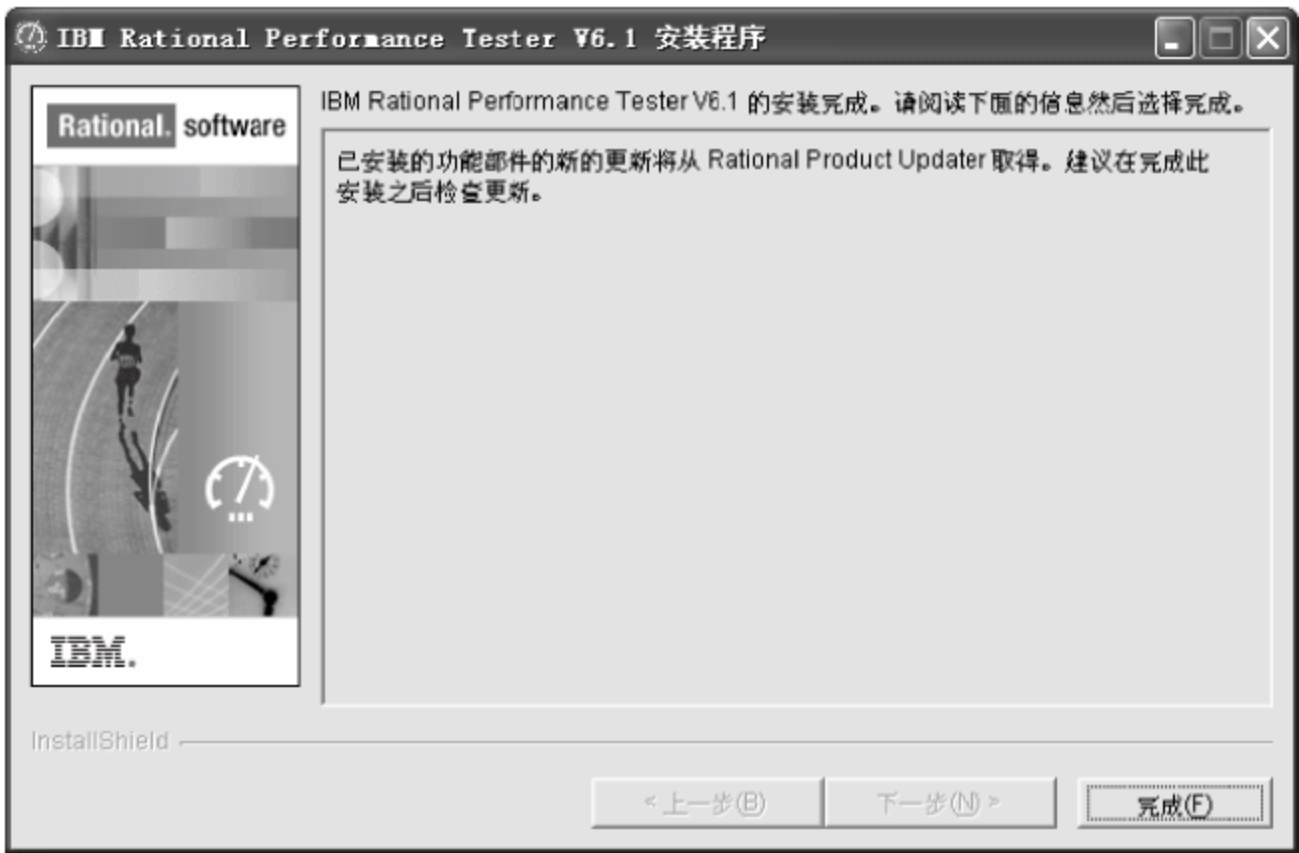 IBM Rational Performance Tester V6.1 安装程序
Rational. software
IBM Rational Performance Tester V6.1 的安装完成。请阅读下面的信息然后选择完成。
已安装的功能部件的新的更新将从 Rational Product Updater 取得。建议在完成此
安装之后检查更新。
IBM.
InstallShield
< 上一步(B)
下一步(N) >
完成(F)